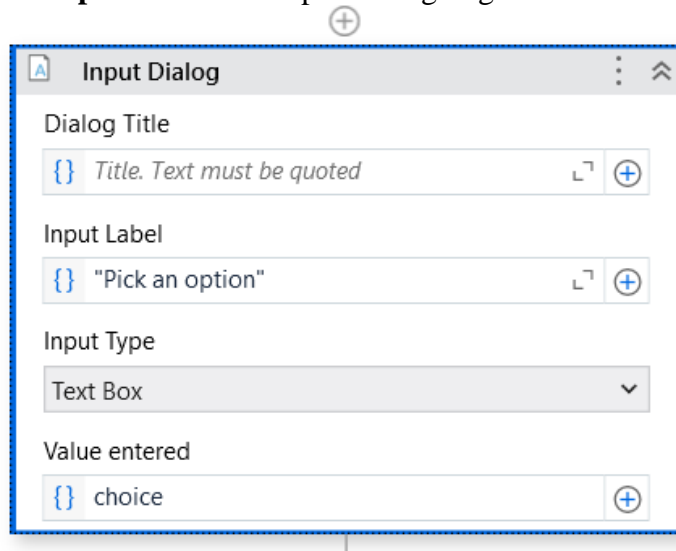 Input Dialog
Dialog Title
{} Title. Text must be quoted
Input Label
{} "Pick an option"
Input Type
Text Box
Value entered
{} choice